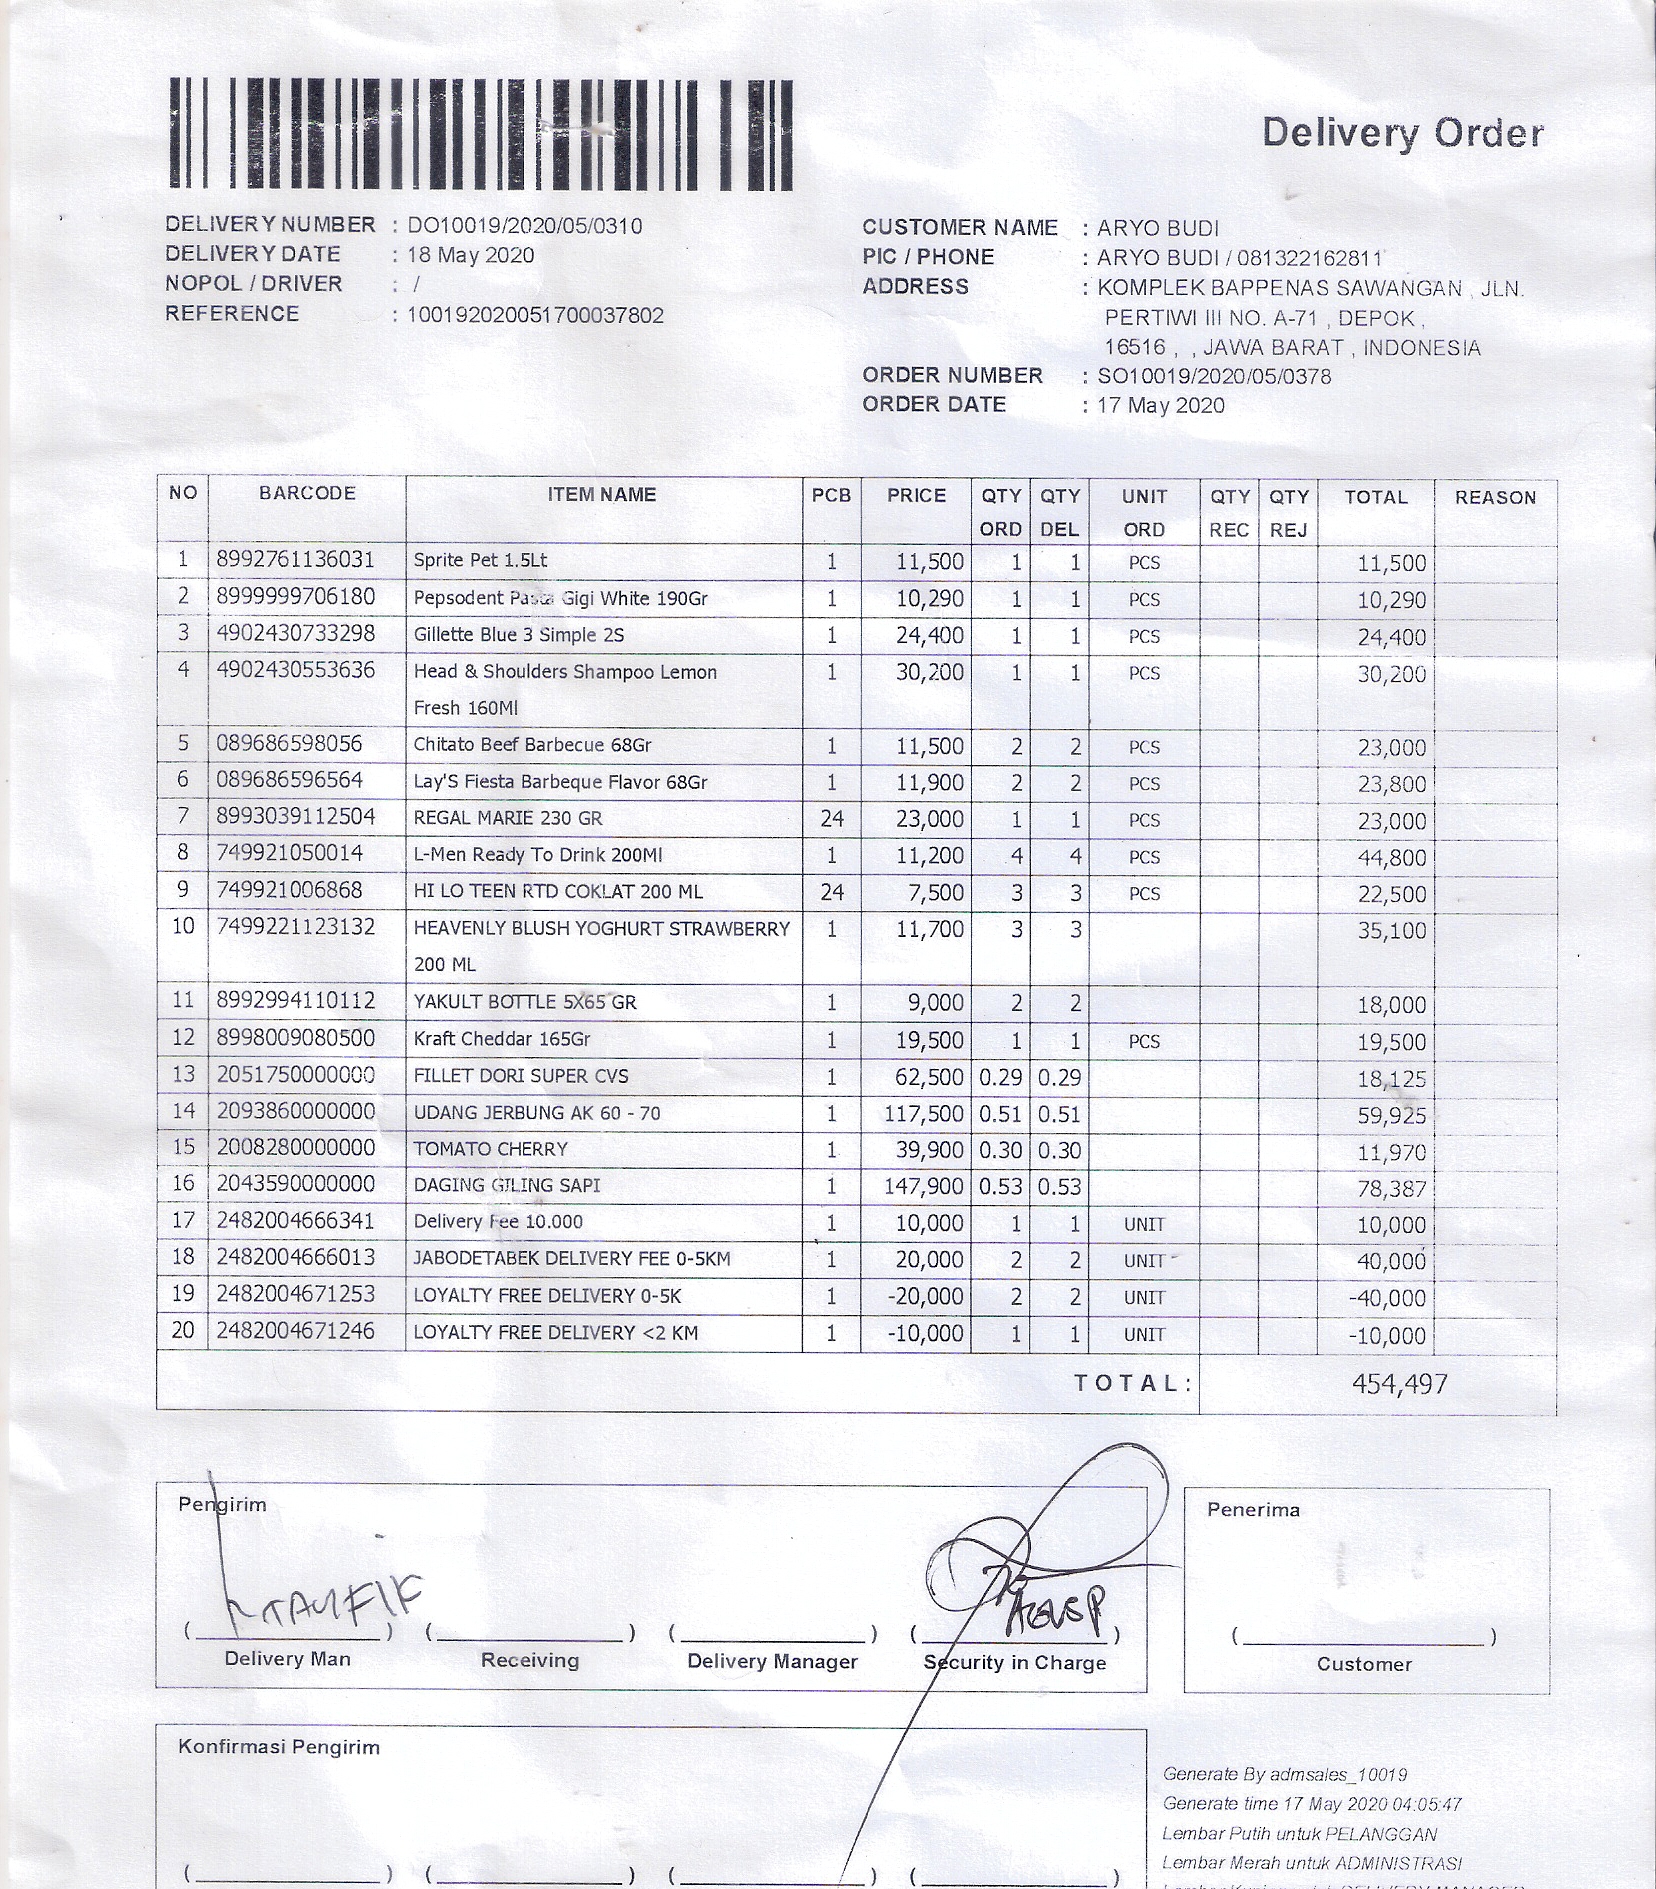 Delivery Order
DELIVERY NUMBER : DO10019/2020/05/0310
DELIVERY DATE : 18 May 2020
NOPOL / DRIVER : /
REFERENCE : 100192020051700037802
CUSTOMER NAME : ARYO BUDI
PIC / PHONE : ARYO BUDI / 081322162811
ADDRESS : KOMPLEK BAPPENAS SAWANGAN , JLN.
PERTIWI III NO. A-71 , DEPOK ,
16516 , , JAWA BARAT , INDONESIA
ORDER NUMBER : SO10019/2020/05/0378
ORDER DATE : 17 May 2020
NO BARCODE ITEM NAME PCB PRICE QTY ORD QTY DEL UNIT ORD QTY REC QTY REJ TOTAL REASON
1 8992761136031 Sprite Pet 1.5Lt 1 11,500 1 1 PCS 11,500
2 8999999706180 Pepsodent Pasta Gigi White 190Gr 1 10,290 1 1 PCS 10,290
3 4902430733298 Gillette Blue 3 Simple 2S 1 24,400 1 1 PCS 24,400
4 4902430553636 Head & Shoulders Shampoo Lemon 1 30,200 1 1 PCS 30,200
Fresh 160Ml
5 089686598056 Chitato Beef Barbecue 68Gr 1 11,500 2 2 PCS 23,000
6 089686596564 Lay'S Fiesta Barbeque Flavor 68Gr 1 11,900 2 2 PCS 23,800
7 8993039112504 REGAL MARIE 230 GR 24 23,000 1 1 PCS 23,000
8 749921050014 L-Men Ready To Drink 200Ml 1 11,200 4 4 PCS 44,800
9 749921006868 HI LO TEEN RTD COKLAT 200 ML 24 7,500 3 3 PCS 22,500
10 7499221123132 HEAVENLY BLUSH YOGHURT STRAWBERRY 1 11,700 3 3 35,100
200 ML
11 8992994110112 YAKULT BOTTLE 5X65 GR 1 9,000 2 2 18,000
12 8998009080500 Kraft Cheddar 165Gr 1 19,500 1 1 PCS 19,500
13 2051750000000 FILLET DORI SUPER CVS 1 62,500 0.29 0.29 18,125
14 2093860000000 UDANG JERBUNG AK 60 - 70 1 117,500 0.51 0.51 59,925
15 2008280000000 TOMATO CHERRY 1 39,900 0.30 0.30 11,970
16 2043590000000 DAGING GILING SAPI 1 147,900 0.53 0.53 78,387
17 2482004666341 Delivery Fee 10.000 1 10,000 1 1 UNIT 10,000
18 2482004666013 JABODETABEK DELIVERY FEE 0-5KM 1 20,000 2 2 UNIT 40,000
19 2482004671253 LOYALTY FREE DELIVERY 0-5K 1 -20,000 2 2 UNIT -40,000
20 2482004671246 LOYALTY FREE DELIVERY <2 KM 1 -10,000 1 1 UNIT -10,000
TOTAL: 454,497
Pengirim
Penerima
TAUFIK
(                ) (                ) (                ) (                ) (                )
Delivery Man Receiving Delivery Manager Security in Charge Customer
Konfirmasi Pengirim
Generate By admsales_10019
Generate time 17 May 2020 04:05:47
Lembar Putih untuk PELANGGAN
Lembar Merah untuk ADMINISTRASI
(                ) (                ) (                ) (                )